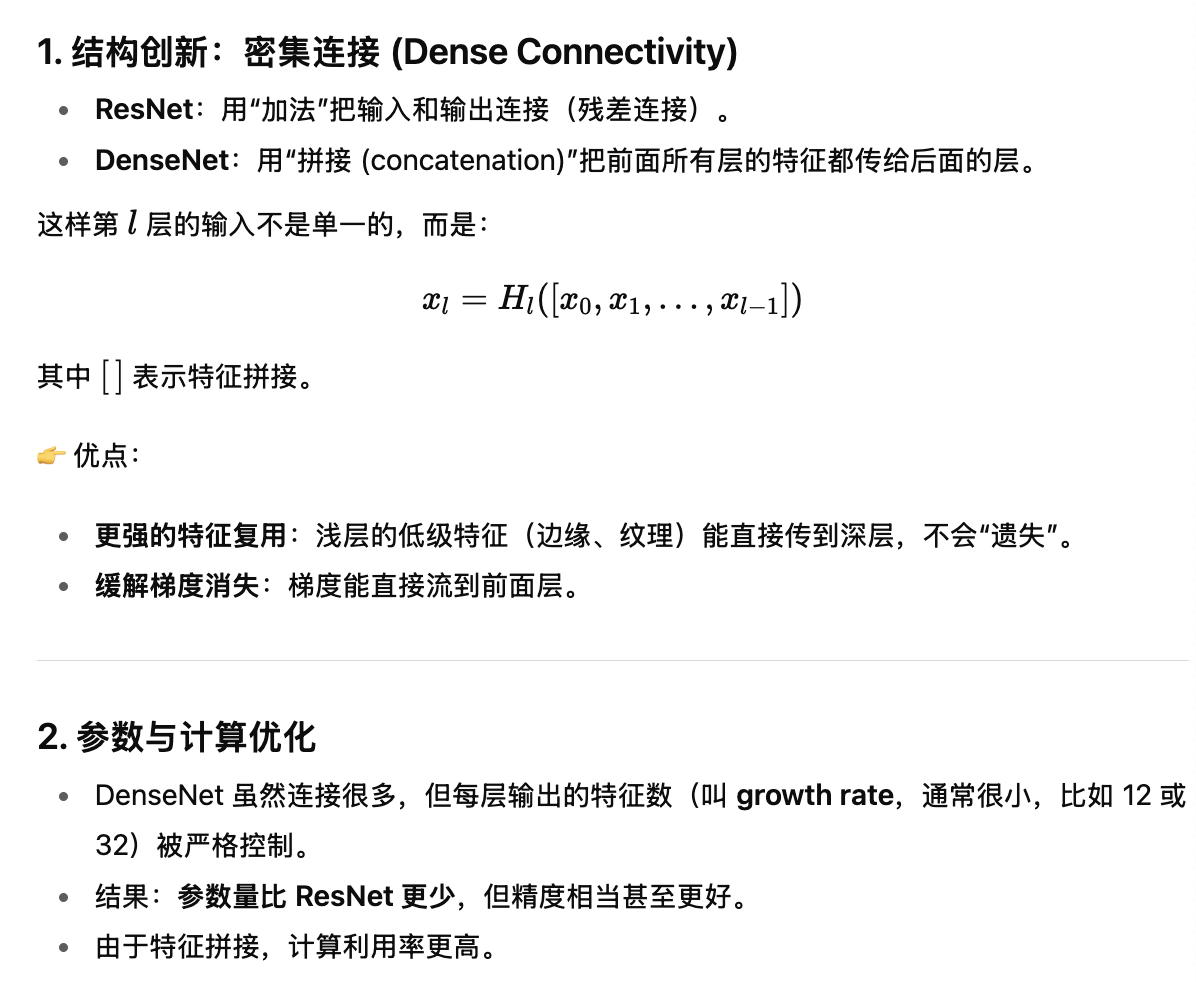 1. 结构创新：密集连接 (Dense Connectivity)
• ResNet：用“加法”把输入和输出连接（残差连接）。
• DenseNet：用“拼接 (concatenation)”把前面所有层的特征都传给后面的层。
这样第 l 层的输入不是单一的，而是：
x_l = H_l([x_0, x_1, . . . , x_{l−1}])
其中 [ ] 表示特征拼接。
👉 优点：
• 更强的特征复用：浅层的低级特征（边缘、纹理）能直接传到深层，不会“遗失”。
• 缓解梯度消失：梯度能直接流到前面层。
2. 参数与计算优化
• DenseNet 虽然连接很多，但每层输出的特征数（叫 growth rate，通常很小，比如 12 或
32）被严格控制。
• 结果：参数量比 ResNet 更少，但精度相当甚至更好。
• 由于特征拼接，计算利用率更高。